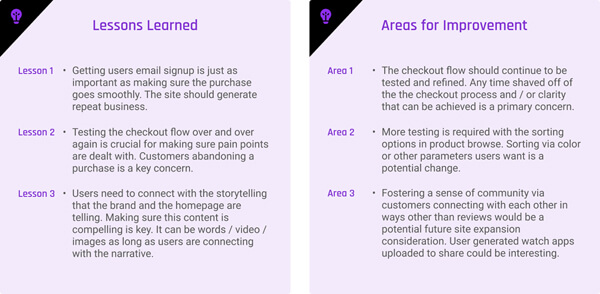 Lessons Learned
Lesson 1 • Getting users email signup is just as
important as making sure the purchase
goes smoothly. The site should generate
repeat business.
Lesson 2 • Testing the checkout flow over and over
again is crucial for making sure pain points
are dealt with. Customers abandoning a
purchase is a key concern.
Lesson 3 • Users need to connect with the storytelling
that the brand and the homepage are
telling. Making sure this content is
compelling is key. It can be words / video /
images as long as users are connecting
with the narrative.
Areas for Improvement
Area 1 • The checkout flow should continue to be
tested and refined. Any time shaved off of
the the checkout process and / or clarity
that can be achieved is a primary concern.
Area 2 • More testing is required with the sorting
options in product browse. Sorting via color
or other parameters users want is a
potential change.
Area 3 • Fostering a sense of community via
customers connecting with each other in
ways other than reviews would be a
potential future site expansion
consideration. User generated watch apps
uploaded to share could be interesting.